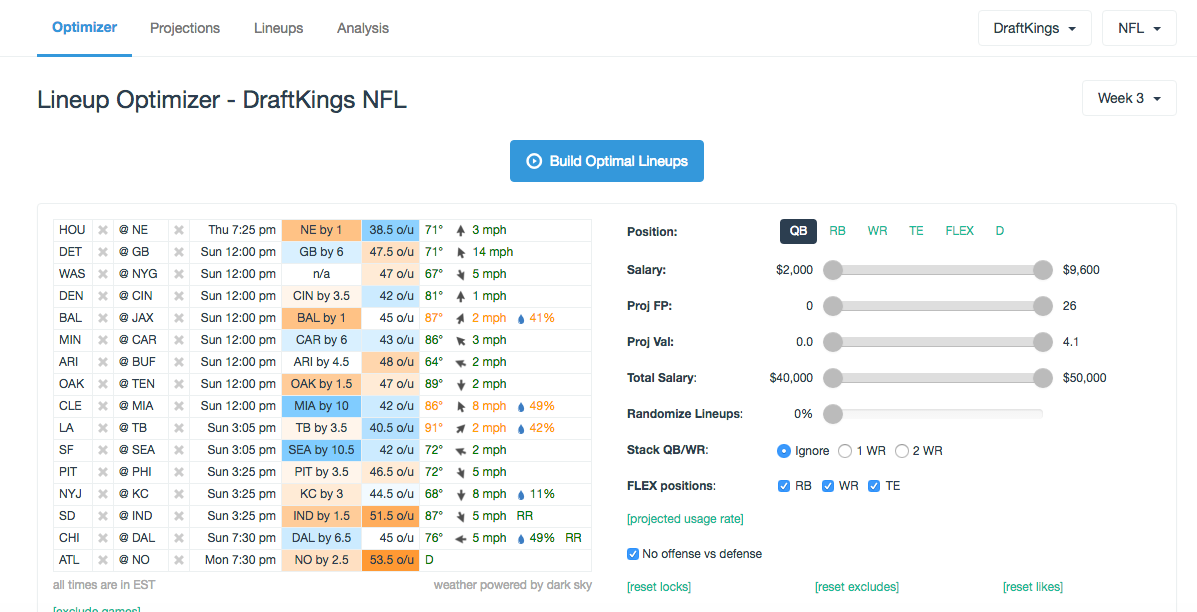 Optimizer Projections Lineups Analysis DraftKings NFL
Lineup Optimizer - DraftKings NFL Week 3
Build Optimal Lineups
HOU @ NE Thu 7:25 pm NE by 1 38.5 o/u 71° 3 mph
DET @ GB Sun 12:00 pm GB by 6 47.5 o/u 71° 14 mph
WAS @ NYG Sun 12:00 pm n/a 47 o/u 67° 5 mph
DEN @ CIN Sun 12:00 pm CIN by 3.5 42 o/u 81° 1 mph
BAL @ JAX Sun 12:00 pm BAL by 1 45 o/u 87° 2 mph 41%
MIN @ CAR Sun 12:00 pm CAR by 6 43 o/u 86° 3 mph
ARI @ BUF Sun 12:00 pm ARI by 4.5 48 o/u 64° 2 mph
OAK @ TEN Sun 12:00 pm OAK by 1.5 47 o/u 89° 2 mph
CLE @ MIA Sun 12:00 pm MIA by 10 42 o/u 86° 8 mph 49%
LA @ TB Sun 3:05 pm TB by 3.5 40.5 o/u 91° 2 mph 42%
SF @ SEA Sun 3:05 pm SEA by 10.5 42 o/u 72° 2 mph
PIT @ PHI Sun 3:25 pm PIT by 3.5 46.5 o/u 72° 5 mph
NYJ @ KC Sun 3:25 pm KC by 3 44.5 o/u 68° 8 mph 11%
SD @ IND Sun 3:25 pm IND by 1.5 51.5 o/u 87° 5 mph RR
CHI @ DAL Sun 7:30 pm DAL by 6.5 45 o/u 76° 5 mph 49% RR
ATL @ NO Mon 7:30 pm NO by 2.5 53.5 o/u D
all times are in EST weather powered by dark sky
[exclude games]
Position: QB RB WR TE FLEX D
Salary: $2,000 $9,600
Proj FP: 0 26
Proj Val: 0.0 4.1
Total Salary: $40,000 $50,000
Randomize Lineups: 0%
Stack QB/WR: Ignore 1 WR 2 WR
FLEX positions: RB WR TE
[projected usage rate]
No offense vs defense
[reset locks] [reset excludes] [reset likes]